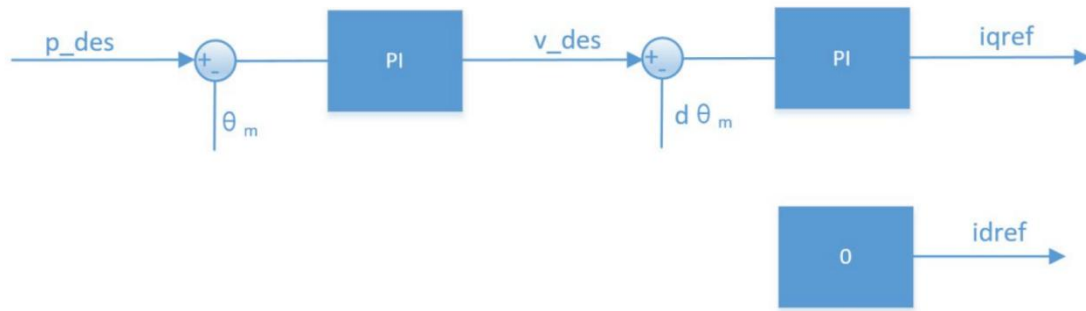 p_des
+
-
θ m
PI
v_des
+
-
d θ m
PI
iqref
0
idref